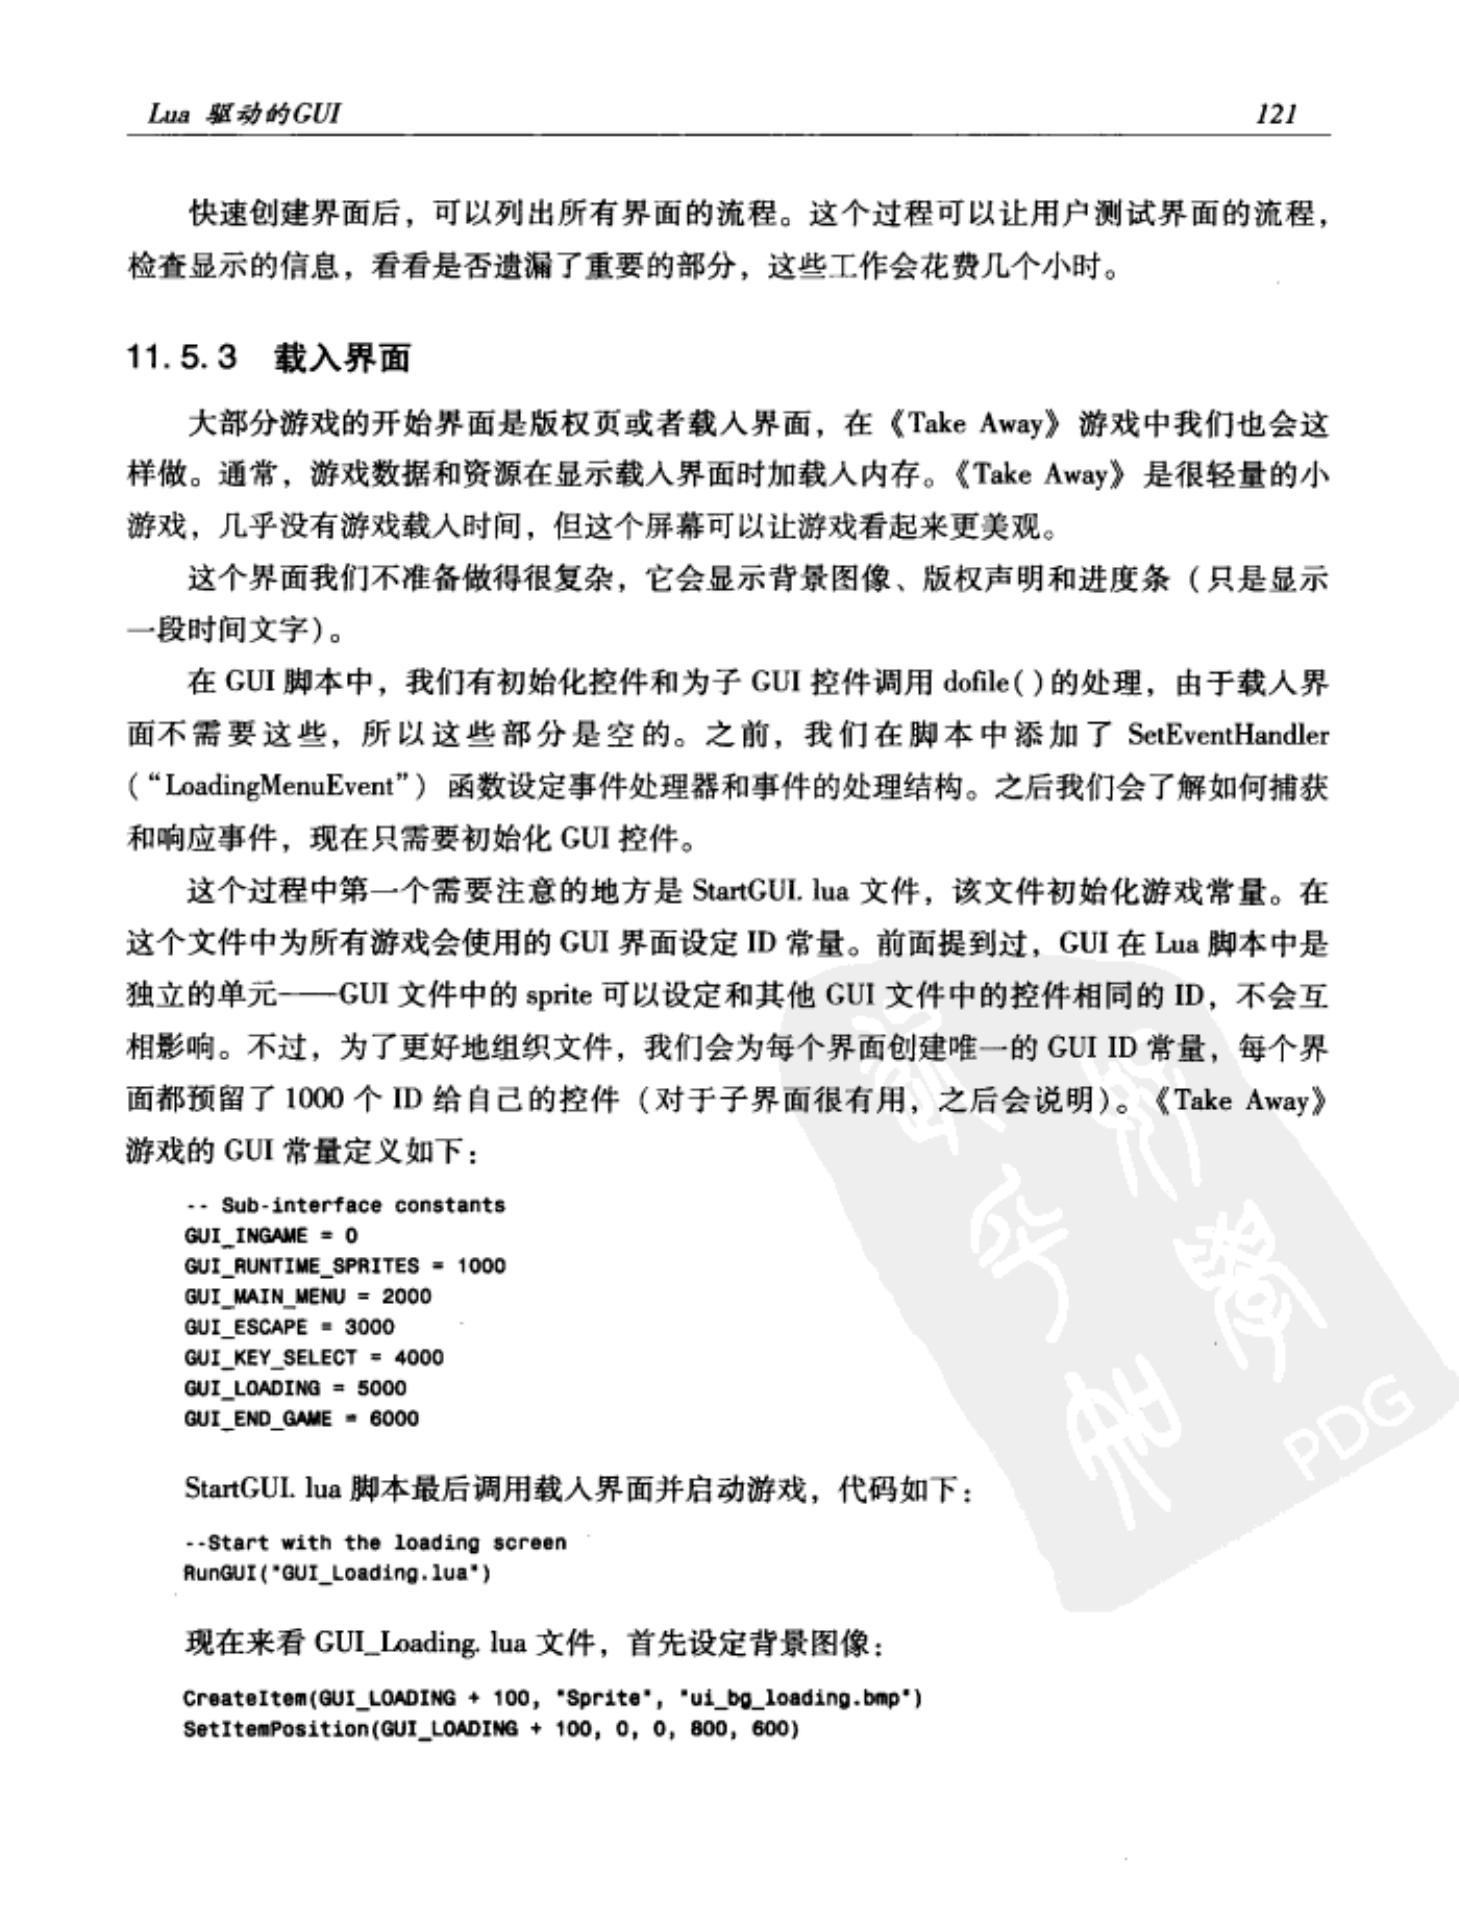 Lua 驱动的GUI 121
快速创建界面后，可以列出所有界面的流程。这个过程可以让用户测试界面的流程，
检查显示的信息，看看是否遗漏了重要的部分，这些工作会花费几个小时。
11.5.3 载入界面
大部分游戏的开始界面是版权页或者载入界面，在《Take Away》游戏中我们也会这
样做。通常，游戏数据和资源在显示载入界面时加载入内存。《Take Away》是很轻量的小
游戏，几乎没有游戏载入时间，但这个屏幕可以让游戏看起来更美观。
这个界面我们不准备做得很复杂，它会显示背景图像、版权声明和进度条（只是显示
一段时间文字）。
在 GUI 脚本中，我们有初始化控件和为子 GUI 控件调用 dofile( )的处理，由于载入界
面不需要这些，所以这些部分是空的。之前，我们在脚本中添加了 SetEventHandler
(“LoadingMenuEvent”) 函数设定事件处理器和事件的处理结构。之后我们会了解如何捕获
和响应事件，现在只需要初始化 GUI 控件。
这个过程中第一个需要注意的地方是 StartGUI. lua 文件，该文件初始化游戏常量。在
这个文件中为所有游戏会使用的 GUI 界面设定 ID 常量。前面提到过，GUI 在 Lua 脚本中是
独立的单元——GUI 文件中的 sprite 可以设定和其他 GUI 文件中的控件相同的 ID，不会互
相影响。不过，为了更好地组织文件，我们会为每个界面创建唯一的 GUI ID 常量，每个界
面都预留了 1000 个 ID 给自己的控件（对于子界面很有用，之后会说明）。《Take Away》
游戏的 GUI 常量定义如下：
-- Sub-interface constants
GUI_INGAME = 0
GUI_RUNTIME_SPRITES = 1000
GUI_MAIN_MENU = 2000
GUI_ESCAPE = 3000
GUI_KEY_SELECT = 4000
GUI_LOADING = 5000
GUI_END_GAME = 6000
PDG
StartGUI. lua 脚本最后调用载入界面并启动游戏，代码如下：
--Start with the loading screen
RunGUI("GUI_Loading.lua")
现在来看 GUI_Loading. lua 文件，首先设定背景图像：
CreateItem(GUI_LOADING + 100, "Sprite", "ui_bg_loading.bmp")
SetItemPosition(GUI_LOADING + 100, 0, 0, 800, 600)